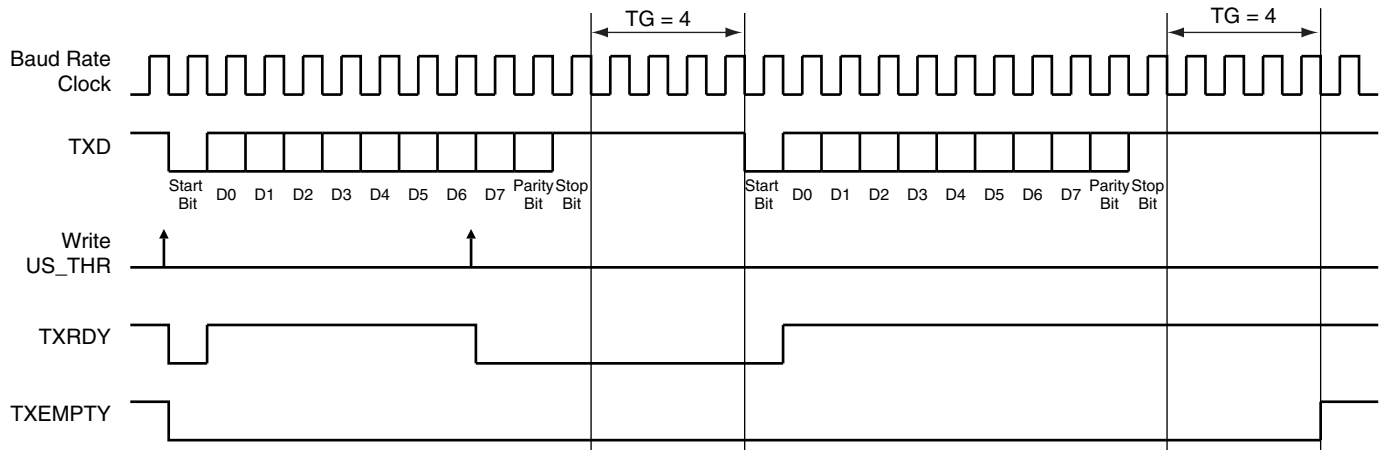 TG = 4
TG = 4
Baud Rate
Clock
TXD
Start
Bit
D0
D1
D2
D3
D4
D5
D6
D7
Parity
Bit
Stop
Bit
Start
Bit
D0
D1
D2
D3
D4
D5
D6
D7
Parity
Bit
Stop
Bit
Write
US_THR
TXRDY
TXEMPTY